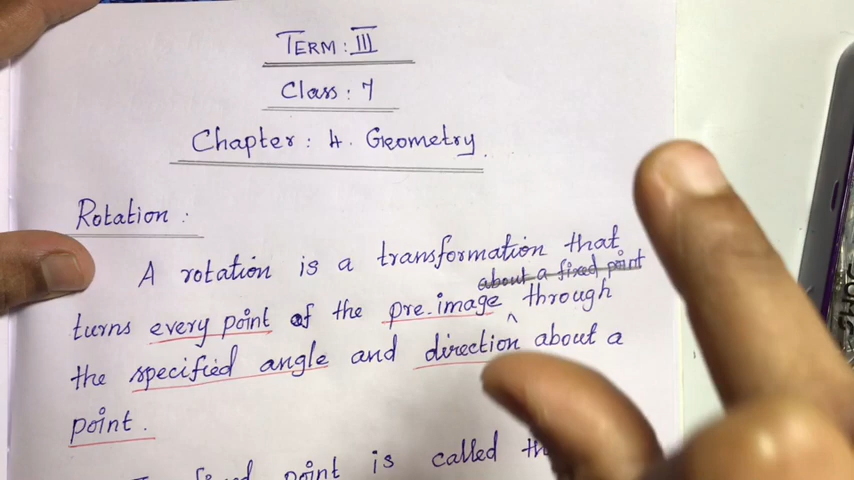 TERM : III
Class : 7
Chapter : 4. Geometry.
Rotation :
A rotation is a transformation that
about a fixed point
turns every point of the pre-image ^ through
the specified angle and direction about a
point.
fixed point is called